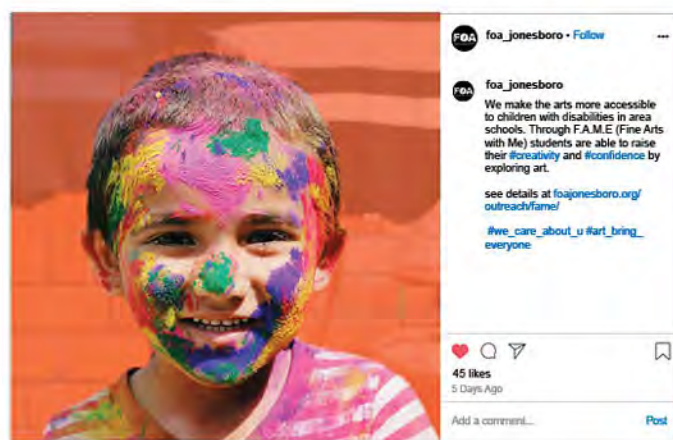 FOA
foa_jonesboro • Follow
•••
FOA
foa_jonesboro
We make the arts more accessible
to children with disabilities in area
schools. Through F.A.M.E (Fine Arts
with Me) students are able to raise
their #creativity and #confidence by
exploring art.
see details at foajonesboro.org/
outreach/fame/
#we_care_about_u #art_bring_
everyone
45 likes
5 Days Ago
Add a comment...
Post